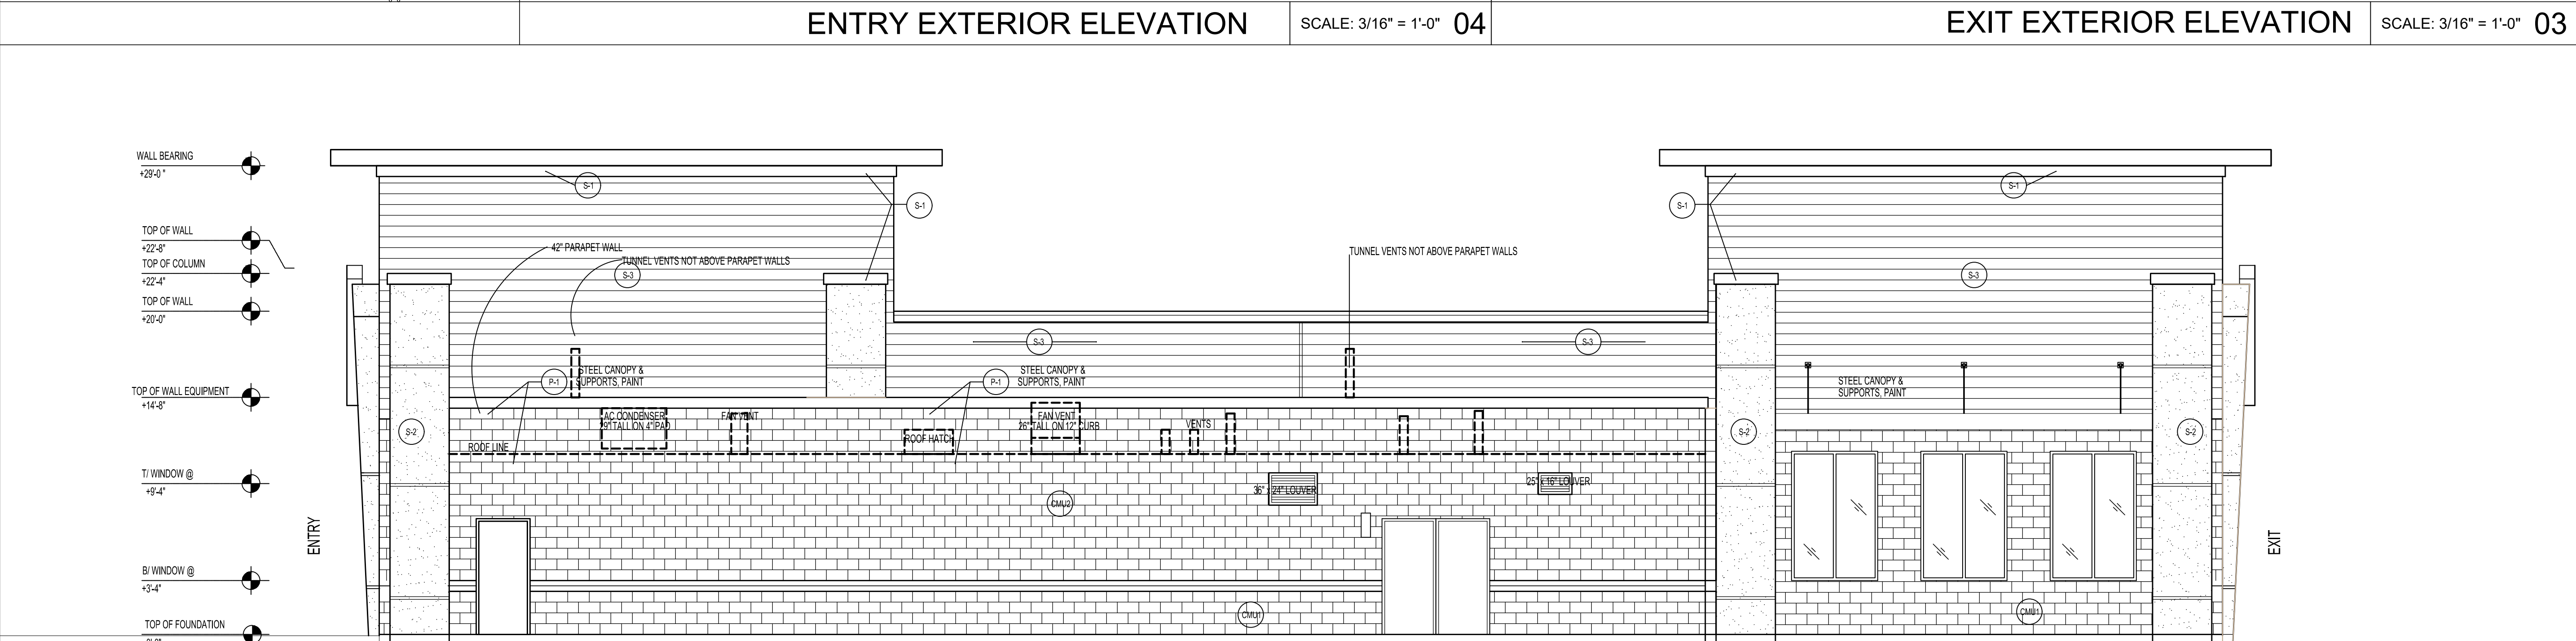 ENTRY EXTERIOR ELEVATION
SCALE: 3/16" = 1'-0"
04
EXIT EXTERIOR ELEVATION
SCALE: 3/16" = 1'-0"
03
WALL BEARING
+29'-0 "
TOP OF WALL
+22'-8"
TOP OF COLUMN
+22'-4"
TOP OF WALL
+20'-0"
TOP OF WALL EQUIPMENT
+14'-8"
T/ WINDOW @
+9'-4"
B/ WINDOW @
+3'-4"
TOP OF FOUNDATION
ENTRY
S-1
S-1
42" PARAPET WALL
TUNNEL VENTS NOT ABOVE PARAPET WALLS
S-3
TUNNEL VENTS NOT ABOVE PARAPET WALLS
S-1
S-1
S-3
S-3
S-3
P-1
STEEL CANOPY &
SUPPORTS, PAINT
P-1
STEEL CANOPY &
SUPPORTS, PAINT
STEEL CANOPY &
SUPPORTS, PAINT
S-2
AC CONDENSER
29" TALL ON 4" PAD
FAN VENT
ROOF HATCH
FAN VENT
26" TALL ON 12" CURB
VENTS
ROOF LINE
S-2
S-2
36" x 24" LOUVER
25" x 16" LOUVER
CMU2
CMU1
CMU1
EXIT